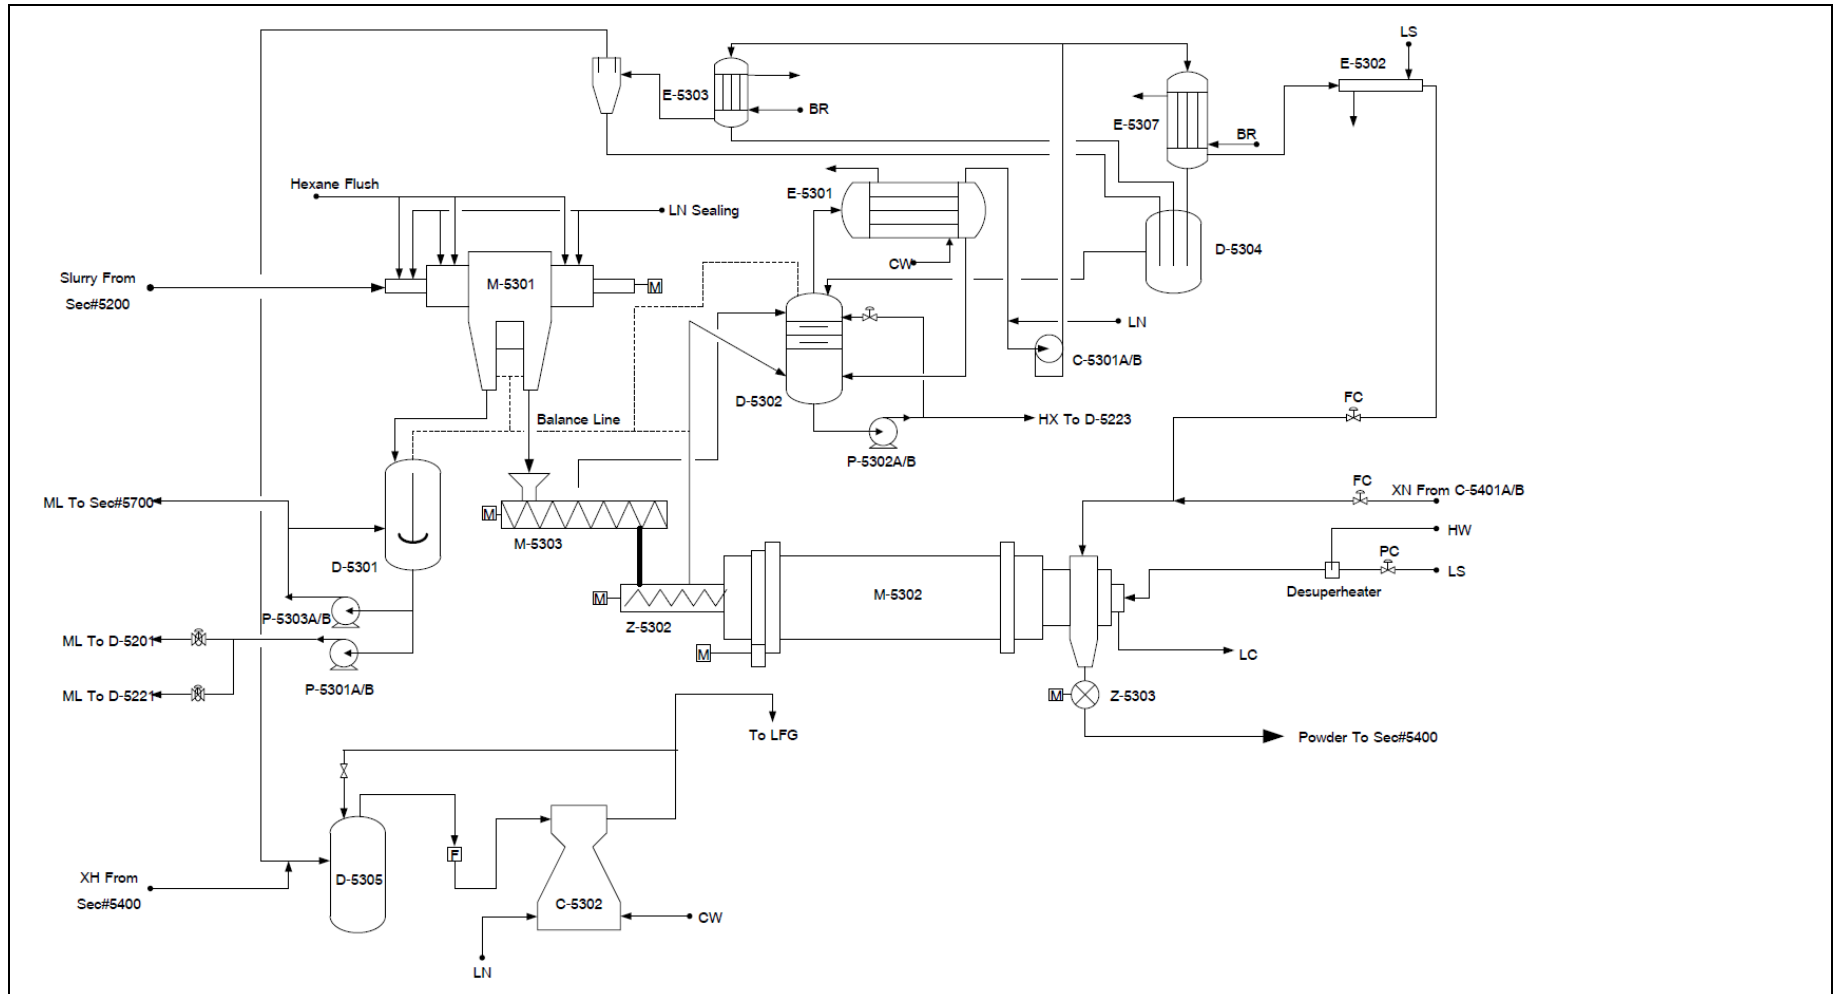 LS
E-5302
E-5303
BR
E-5307
BR
Hexane Flush
LN Sealing
E-5301
D-5304
CW
Slurry From
Sec#5200
M-5301
M
LN
C-5301A/B
D-5302
Balance Line
HX To D-5223
P-5302A/B
FC
FC
XN From C-5401A/B
ML To Sec#5700
M
M-5303
HW
PC
LS
Desuperheater
D-5301
M
Z-5302
M-5302
P-5303A/B
ML To D-5201
M
LC
P-5301A/B
ML To D-5221
M
Z-5303
To LFG
Powder To Sec#5400
F
XH From
Sec#5400
D-5305
C-5302
CW
LN